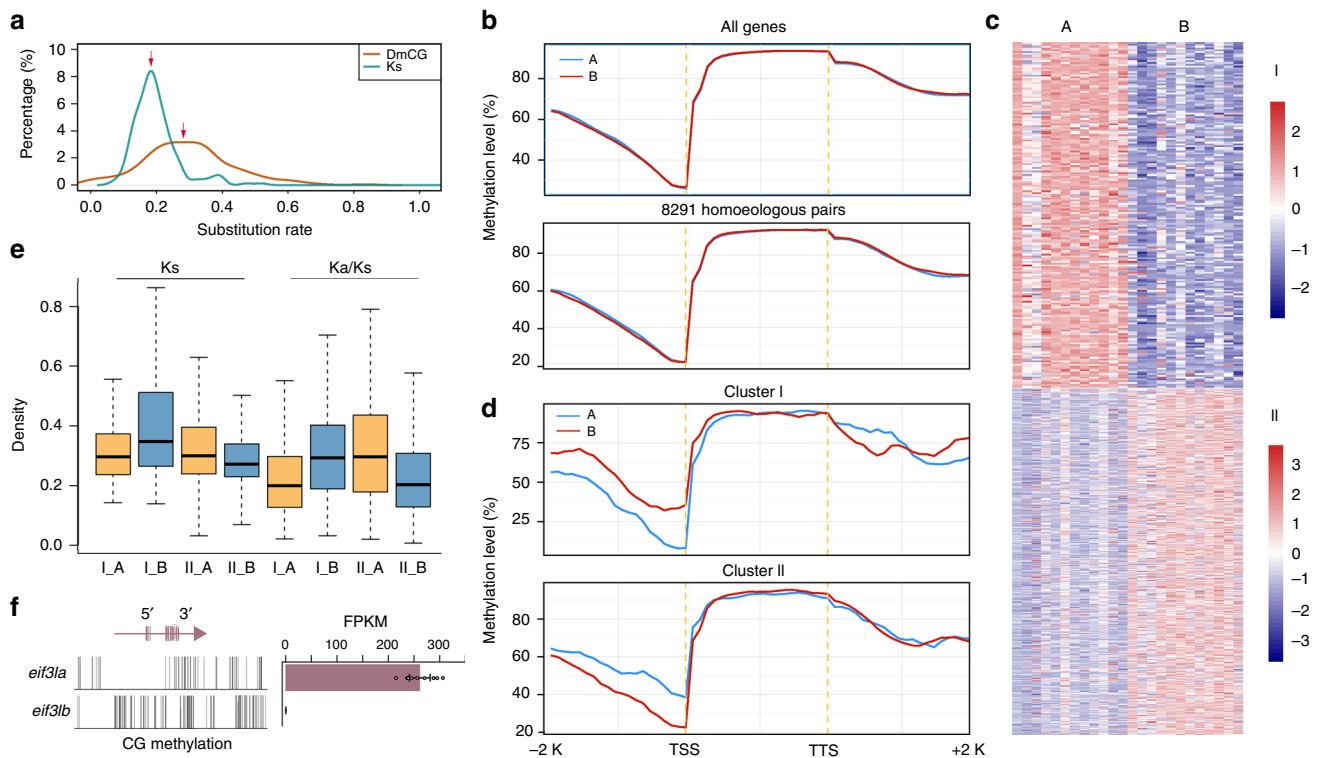 a
10
8
6
4
2
0
Percentage (%)
DmCG
Ks
0.0 0.2 0.4 0.6 0.8 1.0
Substitution rate
b
All genes
A
B
80
60
40
8291 homoeologous pairs
80
60
40
20
Methylation level (%)
c
A B
I
2
1
0
−1
−2
II
3
2
1
0
−1
−2
−3
d
Cluster I
A
B
75
50
25
Cluster II
80
60
40
20
Methylation level (%)
−2 K TSS TTS +2 K
e
Ks Ka/Ks
0.8
0.6
0.4
0.2
0.0
Density
I_A I_B II_A II_B I_A I_B II_A II_B
f
5′ 3′
eif3la
eif3lb
CG methylation
FPKM
0 100 200 300